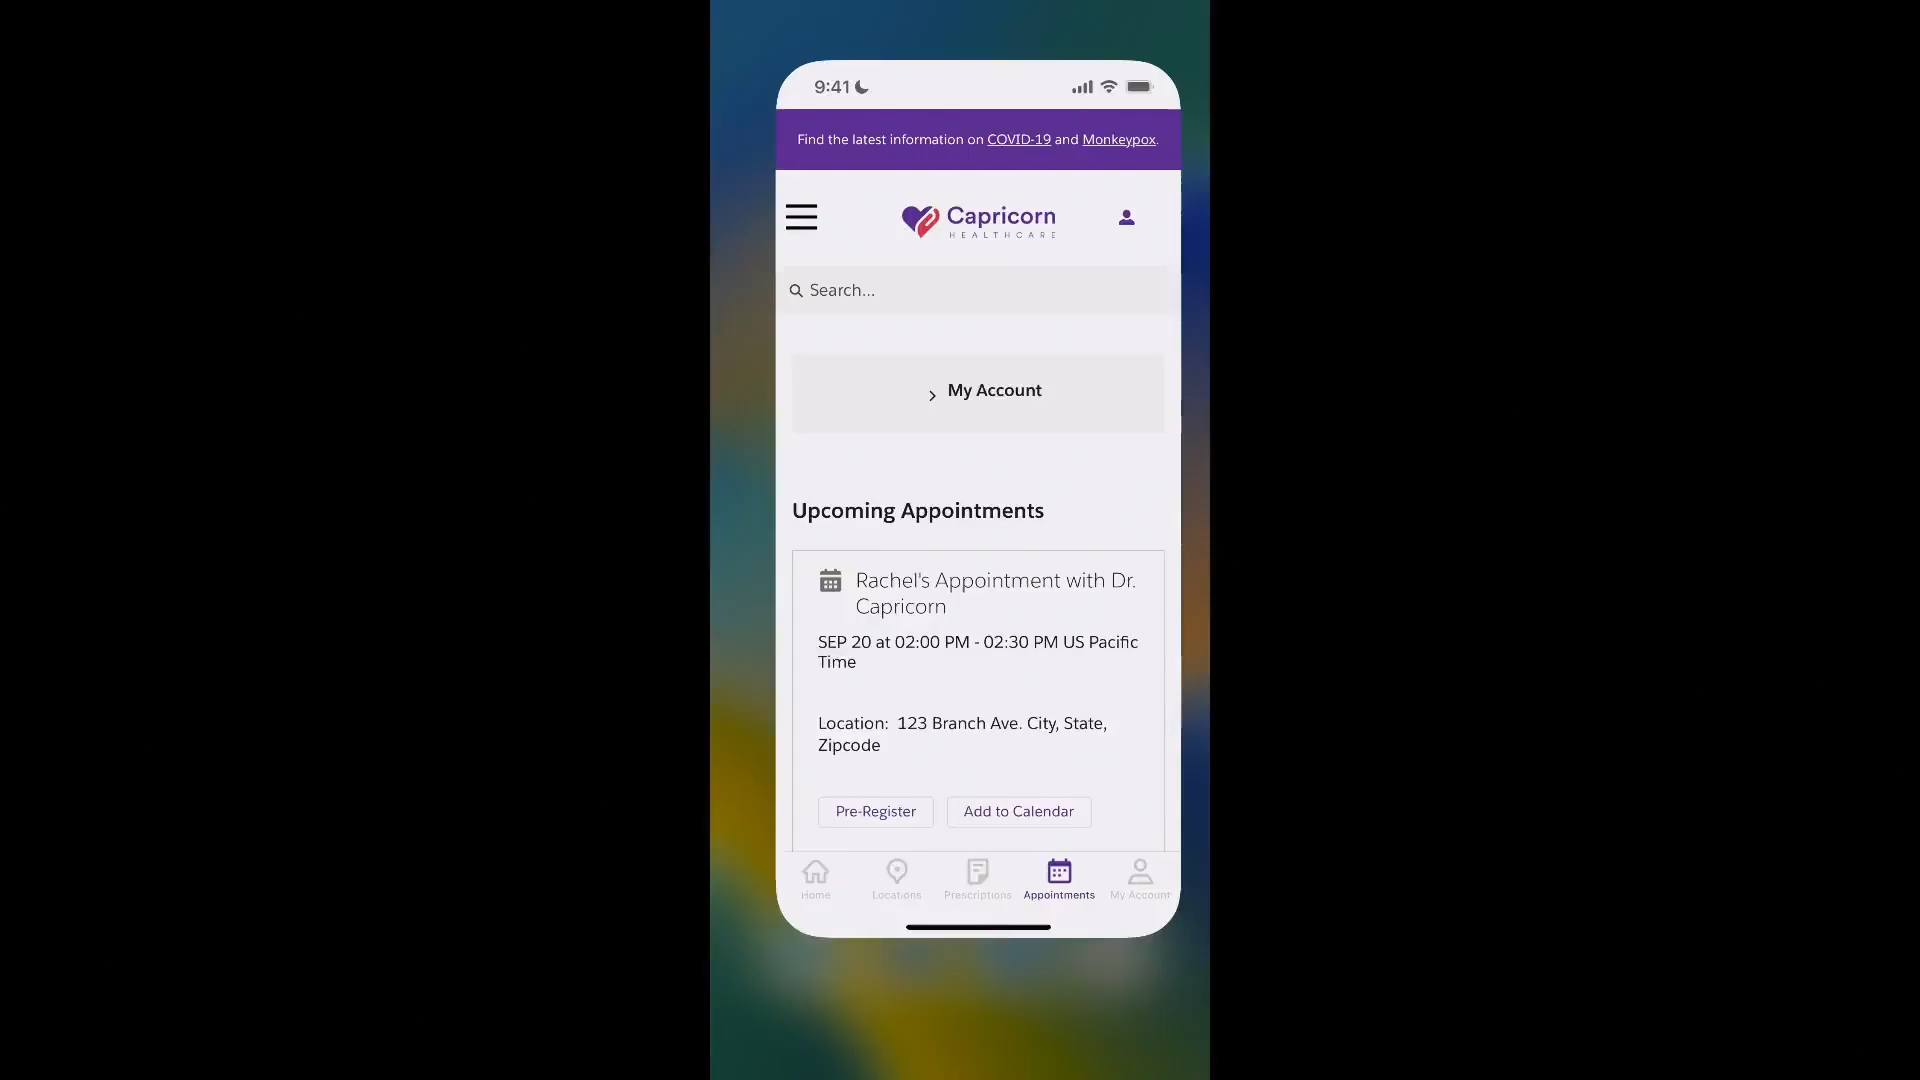 9:41
Find the latest information on COVID-19 and Monkeypox.
Capricorn
HEALTHCARE
Search...
My Account
Upcoming Appointments
Rachel's Appointment with Dr.
Capricorn
SEP 20 at 02:00 PM - 02:30 PM US Pacific
Time
Location: 123 Branch Ave. City, State,
Zipcode
Pre-Register
Add to Calendar
Home
Locations
Prescriptions
Appointments
My Account